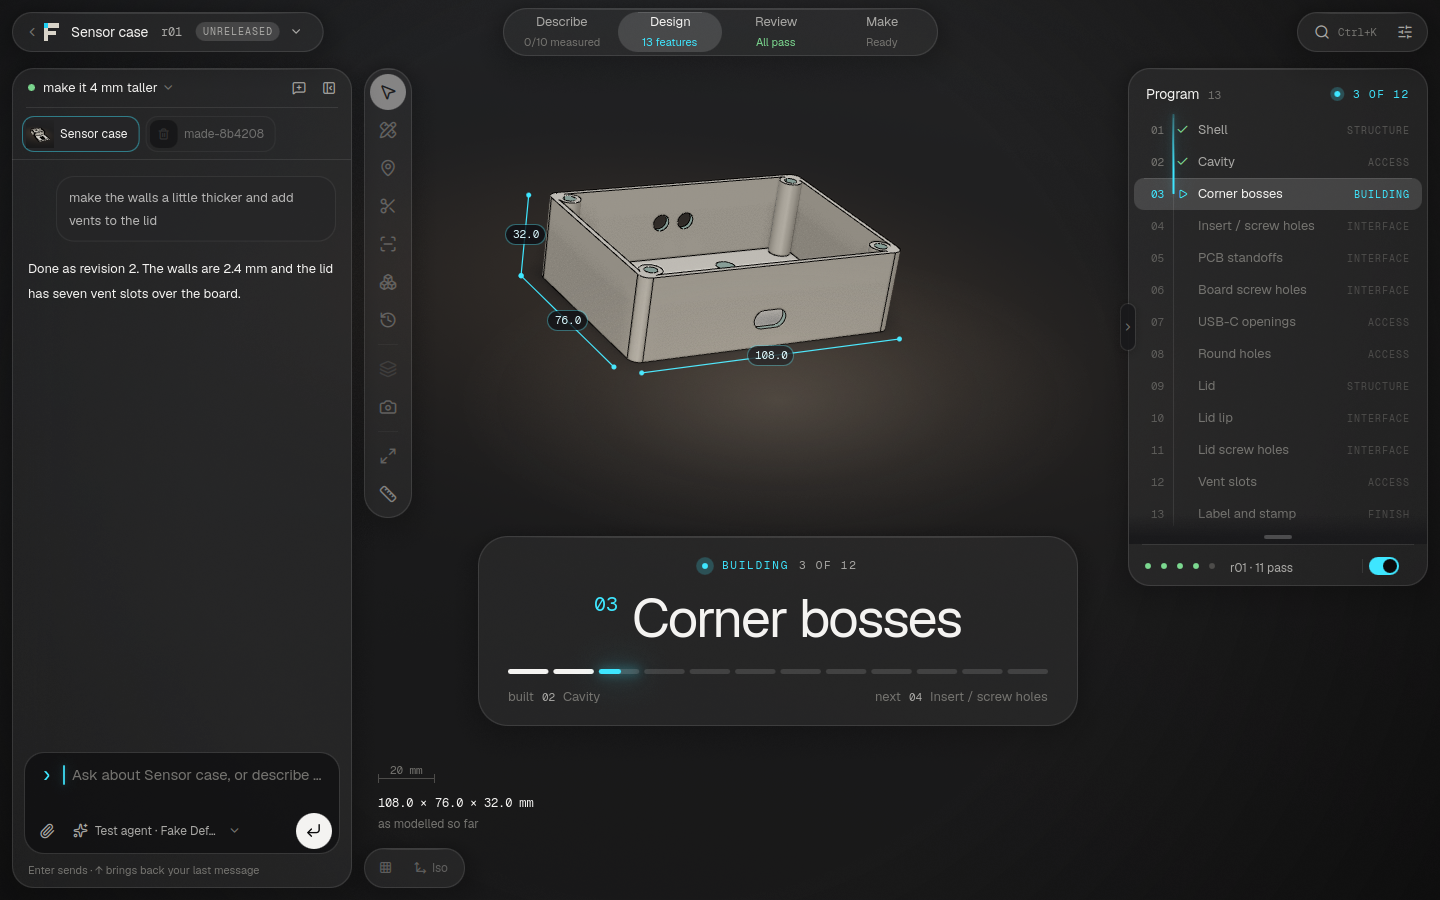 Sensor case r01 UNRELEASED
Describe
0/10 measured
Design
13 features
Review
All pass
Make
Ready
Ctrl+K
make it 4 mm taller
Sensor case
made-8b4208
make the walls a little thicker and add
vents to the lid
Done as revision 2. The walls are 2.4 mm and the lid
has seven vent slots over the board.
Ask about Sensor case, or describe …
Test agent · Fake Def…
Enter sends · ↑ brings back your last message
32.0
76.0
108.0
BUILDING 3 OF 12
03 Corner bosses
built 02 Cavity
next 04 Insert / screw holes
20 mm
108.0 × 76.0 × 32.0 mm
as modelled so far
Iso
Program 13
3 OF 12
01 Shell STRUCTURE
02 Cavity ACCESS
03 Corner bosses BUILDING
04 Insert / screw holes INTERFACE
05 PCB standoffs INTERFACE
06 Board screw holes INTERFACE
07 USB-C openings ACCESS
08 Round holes ACCESS
09 Lid STRUCTURE
10 Lid lip INTERFACE
11 Lid screw holes INTERFACE
12 Vent slots ACCESS
13 Label and stamp FINISH
r01 · 11 pass